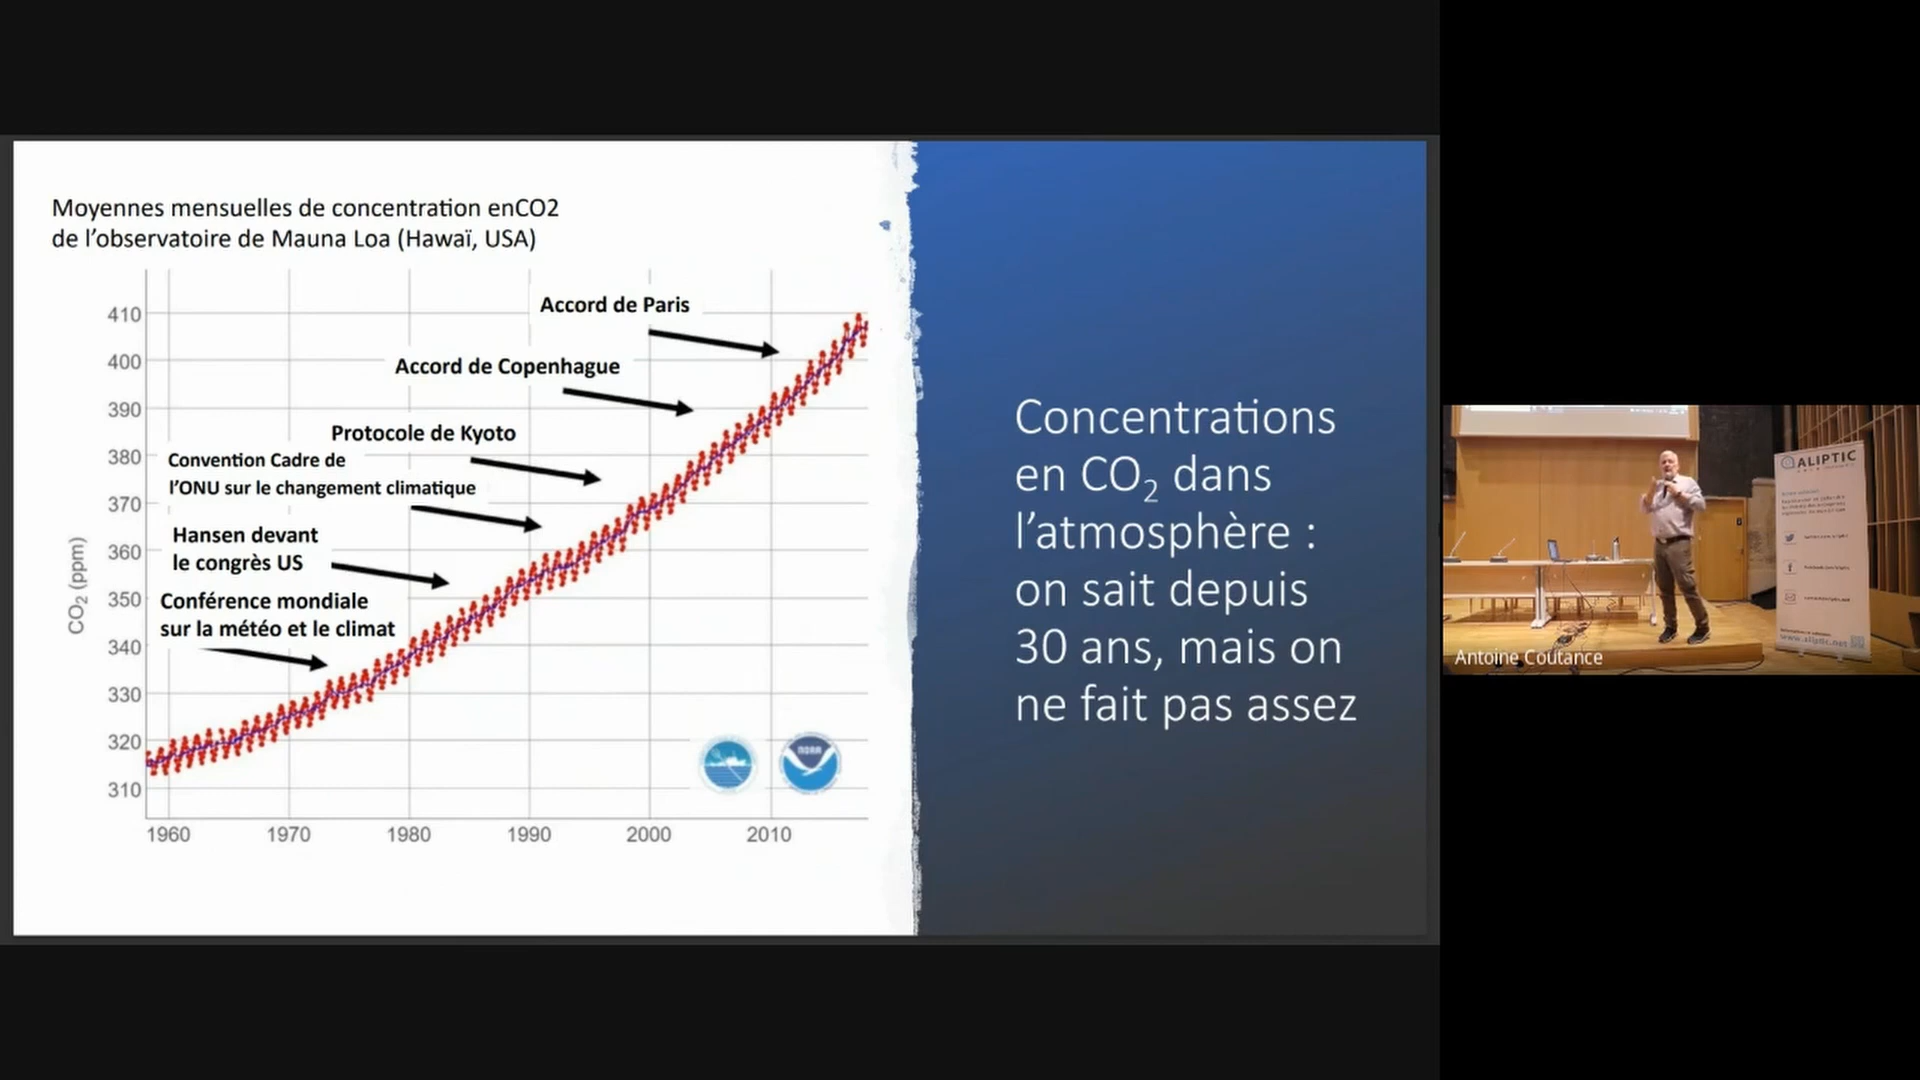 Moyennes mensuelles de concentration enCO2
de l’observatoire de Mauna Loa (Hawaï, USA)
Accord de Paris
Accord de Copenhague
Protocole de Kyoto
Convention Cadre de
l’ONU sur le changement climatique
Hansen devant
le congrès US
Conférence mondiale
sur la météo et le climat
CO₂ (ppm)
410
400
390
380
370
360
350
340
330
320
310
1960
1970
1980
1990
2000
2010
NOAA
Concentrations
en CO₂ dans
l’atmosphère :
on sait depuis
30 ans, mais on
ne fait pas assez
ALIPTIC
www.aliptic.net
Antoine Coutance